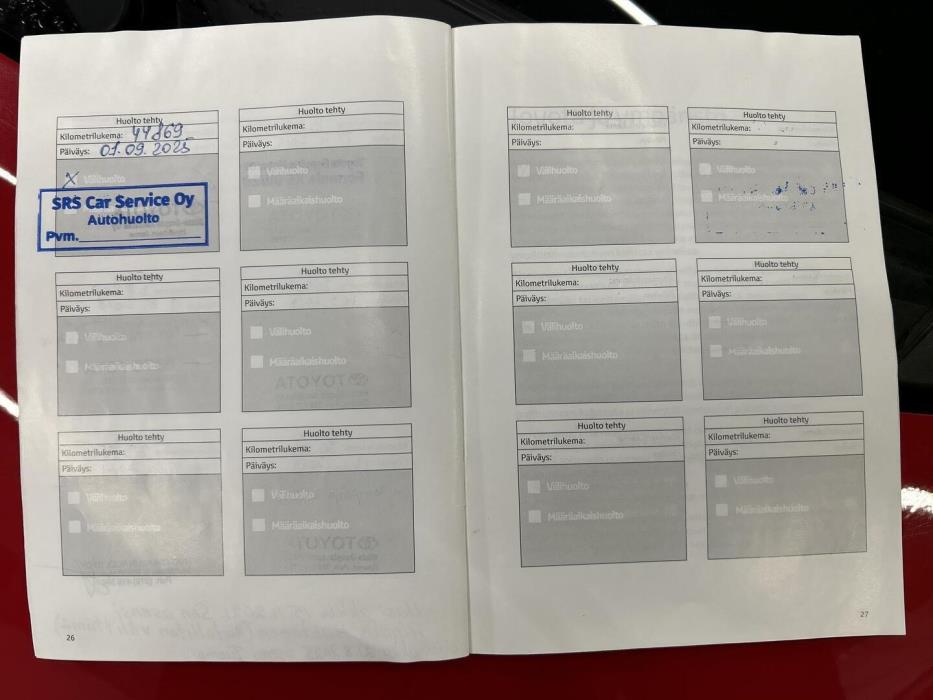 Huolto tehty
Kilometrilukema: 44869
Päiväys: 01.09.2025
X Välihuolto
SRS Car Service Oy
Autohuolto
Pvm.
Huolto tehty
Kilometrilukema:
Päiväys:
Välihuolto
Määräaikaishuolto
Huolto tehty
Kilometrilukema:
Päiväys:
Välihuolto
Määräaikaishuolto
Huolto tehty
Kilometrilukema:
Päiväys:
Välihuolto
Määräaikaishuolto
TOYOTA
Huolto tehty
Kilometrilukema:
Päiväys:
Välihuolto
Määräaikaishuolto
Huolto tehty
Kilometrilukema:
Päiväys:
Välihuolto
Määräaikaishuolto
TOYOTA
26
Huolto tehty
Kilometrilukema:
Päiväys:
Välihuolto
Määräaikaishuolto
Huolto tehty
Kilometrilukema:
Päiväys:
Välihuolto
Määräaikaishuolto
Huolto tehty
Kilometrilukema:
Päiväys:
Välihuolto
Määräaikaishuolto
Huolto tehty
Kilometrilukema:
Päiväys:
Välihuolto
Määräaikaishuolto
Huolto tehty
Kilometrilukema:
Päiväys:
Välihuolto
Määräaikaishuolto
Huolto tehty
Kilometrilukema:
Päiväys:
Välihuolto
Määräaikaishuolto
27